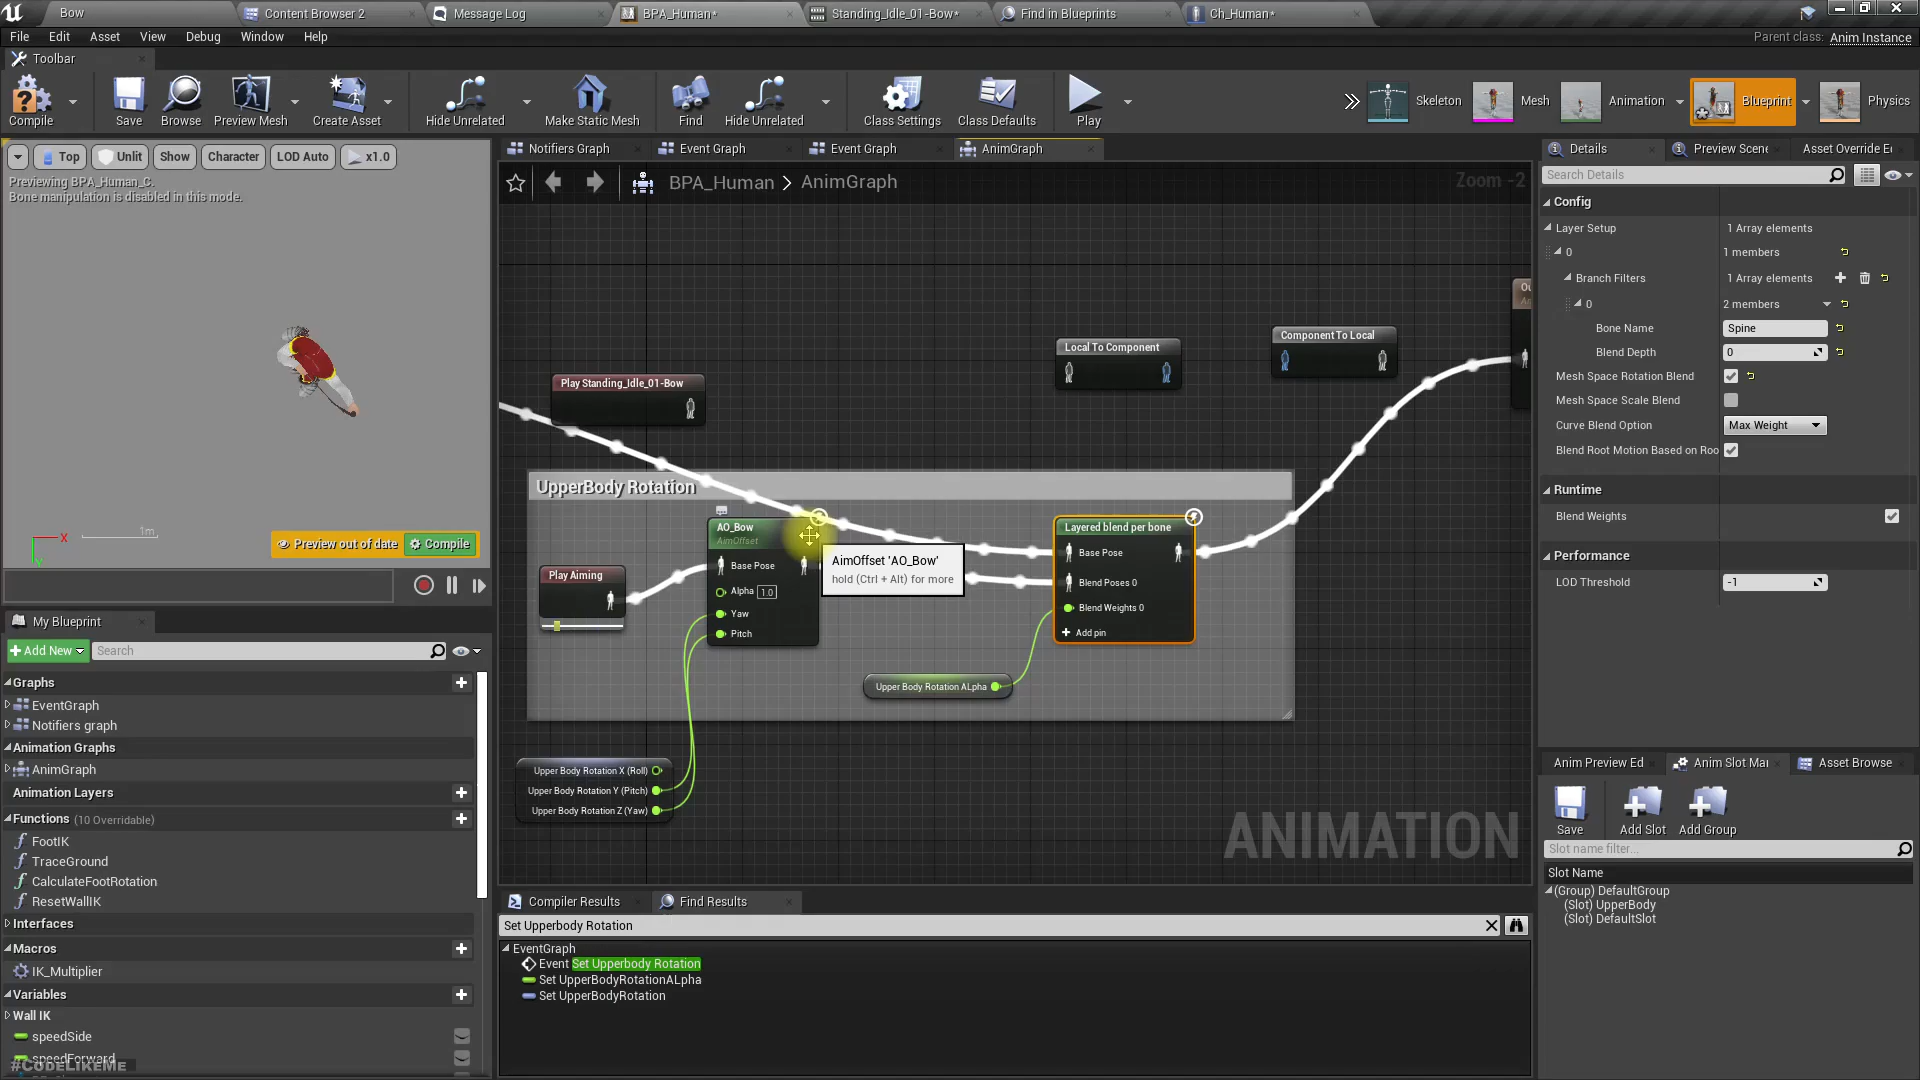 Bow
Content Browser 2
Message Log
BPA_Human*
Standing_Idle_01-Bow*
Find in Blueprints
Ch_Human*
File Edit Asset View Window Debug Help
Parent class: Anim Instance
Toolbar
Compile
Save
Browse
Preview Mesh
Create Asset
Hide Unrelated
Make Static Mesh
Find
Hide Unrelated
Class Settings
Class Defaults
Play
Skeleton
Mesh
Animation
Blueprint
Physics
Top
Unlit
Show
Character
LOD Auto
x1.0
Previewing BPA_Human_C.
Bone manipulation is disabled in this mode.
X
Y
1m
Preview out of date
Compile
Notifiers Graph
Event Graph
Event Graph
AnimGraph
BPA_Human > AnimGraph
Zoom -2
Play Standing_Idle_01-Bow
Local To Component
Component To Local
UpperBody Rotation
AO_Bow
AimOffset
Base Pose
Alpha 1.0
Yaw
Pitch
Play Aiming
AimOffset 'AO_Bow'
hold (Ctrl + Alt) for more
Layered blend per bone
Base Pose
Blend Poses 0
Blend Weights 0
Add pin
Upper Body Rotation ALpha
Upper Body Rotation X (Roll)
Upper Body Rotation Y (Pitch)
Upper Body Rotation Z (Yaw)
ANIMATION
My Blueprint
Add New
Search
Graphs
EventGraph
Notifiers graph
Animation Graphs
AnimGraph
Animation Layers
Functions (10 Overridable)
FootIK
TraceGround
CalculateFootRotation
ResetWallIK
Interfaces
Macros
IK_Multiplier
Variables
Wall IK
speedSide
speedForward
#CODELIKEME
Compiler Results
Find Results
Set Upperbody Rotation
EventGraph
Event Set Upperbody Rotation
Set UpperBodyRotationALpha
Set UpperBodyRotation
Details
Preview Scene
Asset Override E
Search Details
Config
Layer Setup 1 Array elements
0 1 members
Branch Filters 1 Array elements
0 2 members
Bone Name Spine
Blend Depth 0
Mesh Space Rotation Blend
Mesh Space Scale Blend
Curve Blend Option Max Weight
Blend Root Motion Based on Roo
Runtime
Blend Weights
Performance
LOD Threshold -1
Anim Preview Ed
Anim Slot Ma
Asset Browse
Save
Add Slot
Add Group
Slot name filter...
Slot Name
(Group) DefaultGroup
(Slot) UpperBody
(Slot) DefaultSlot